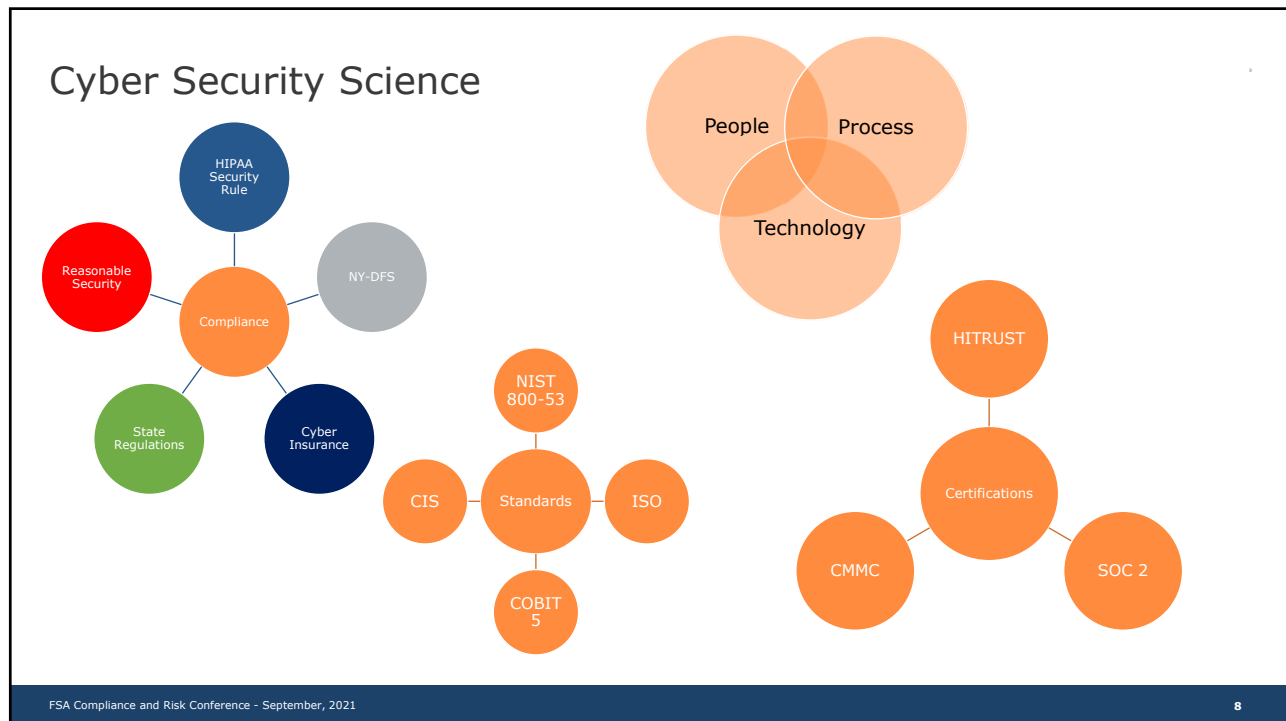 Cyber Security Science
People
Process
Technology
HIPAA
Security
Rule
Reasonable
Security
NY-DFS
Compliance
State
Regulations
Cyber
Insurance
NIST
800-53
CIS
Standards
ISO
COBIT
5
HITRUST
Certifications
CMMC
SOC 2
FSA Compliance and Risk Conference - September, 2021
8